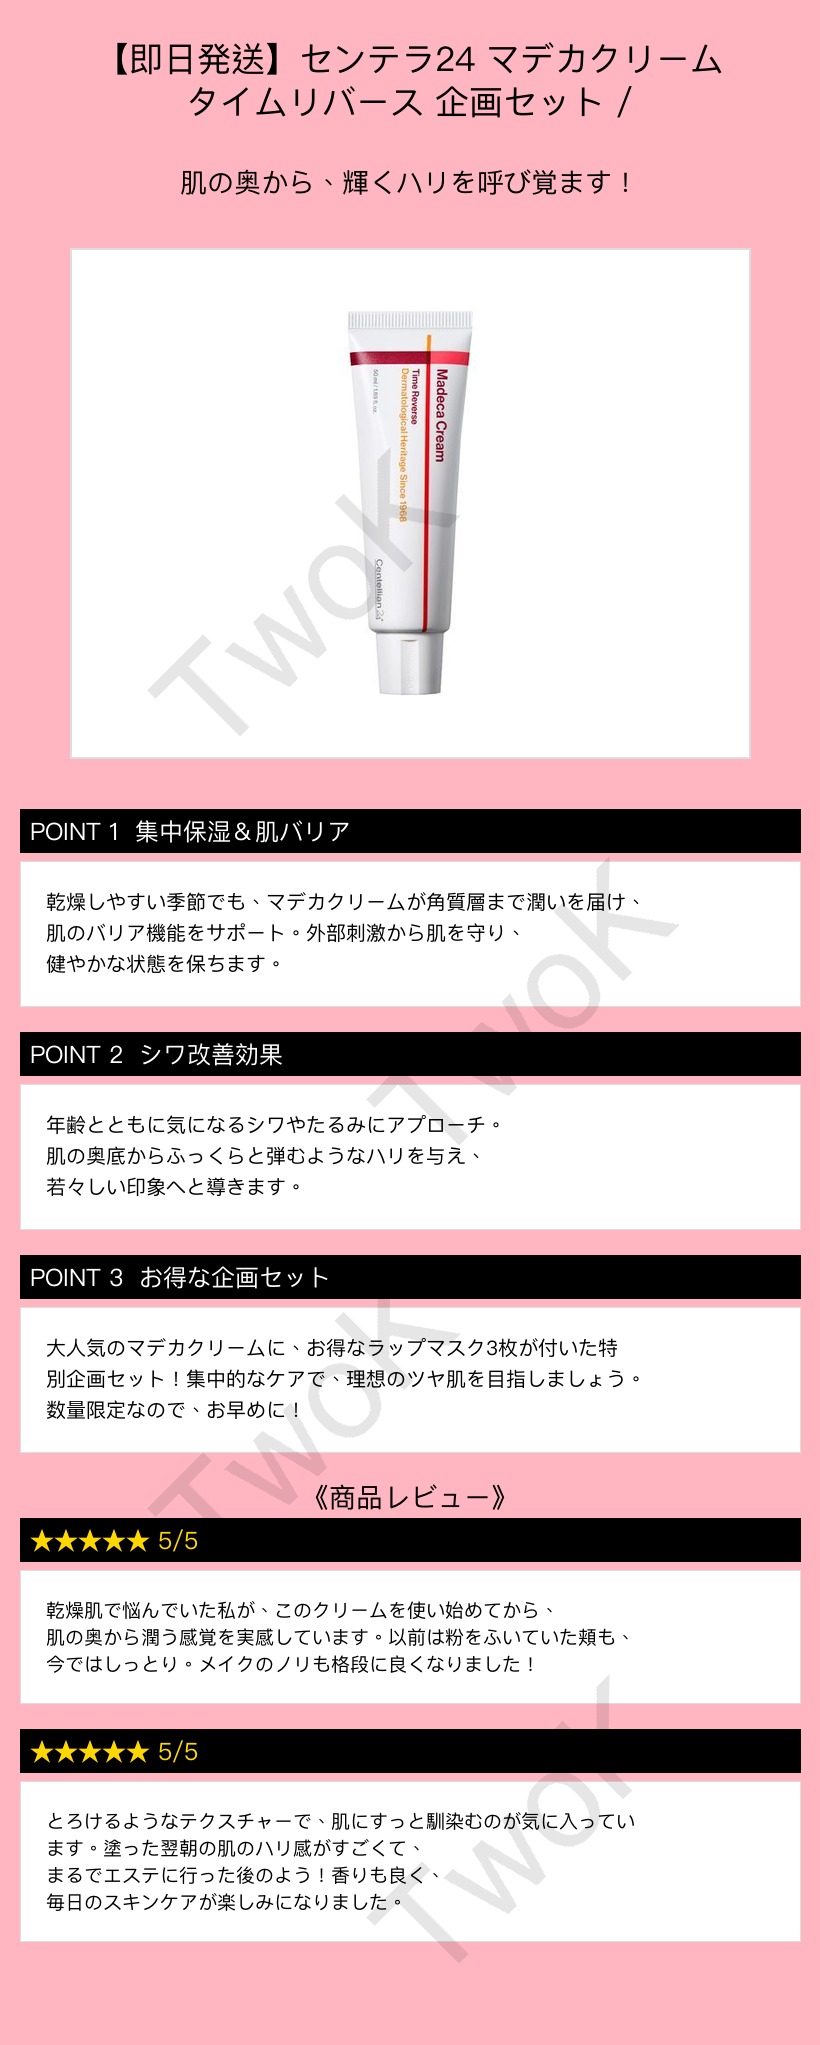 【即日発送】センテラ24 マデカクリーム
タイムリバース 企画セット /
肌の奥から、輝くハリを呼び覚ます！
Madeca Cream
Time Reverse
Dermatological Heritage Since 1968
50 ml / 1.69 fl. oz.
Centellian 24
TwoK
POINT 1 集中保湿＆肌バリア
乾燥しやすい季節でも、マデカクリームが角質層まで潤いを届け、
肌のバリア機能をサポート。外部刺激から肌を守り、
健やかな状態を保ちます。
TwoK
POINT 2 シワ改善効果
年齢とともに気になるシワやたるみにアプローチ。
肌の奥底からふっくらと弾むようなハリを与え、
若々しい印象へと導きます。
POINT 3 お得な企画セット
大人気のマデカクリームに、お得なラップマスク3枚が付いた特
別企画セット！集中的なケアで、理想のツヤ肌を目指しましょう。
数量限定なので、お早めに！
TwoK
《商品レビュー》
★★★★★ 5/5
乾燥肌で悩んでいた私が、このクリームを使い始めてから、
肌の奥から潤う感覚を実感しています。以前は粉をふいていた頬も、
今ではしっとり。メイクのノリも格段に良くなりました！
★★★★★ 5/5
とろけるようなテクスチャーで、肌にすっと馴染むのが気に入ってい
ます。塗った翌朝の肌のハリ感がすごくて、
まるでエステに行った後のよう！香りも良く、
毎日のスキンケアが楽しみになりました。
TwoK